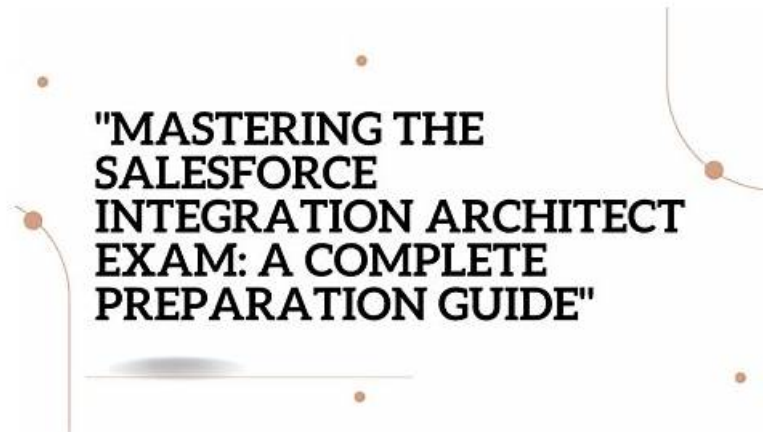 "MASTERING THE
SALESFORCE
INTEGRATION ARCHITECT
EXAM: A COMPLETE
PREPARATION GUIDE"